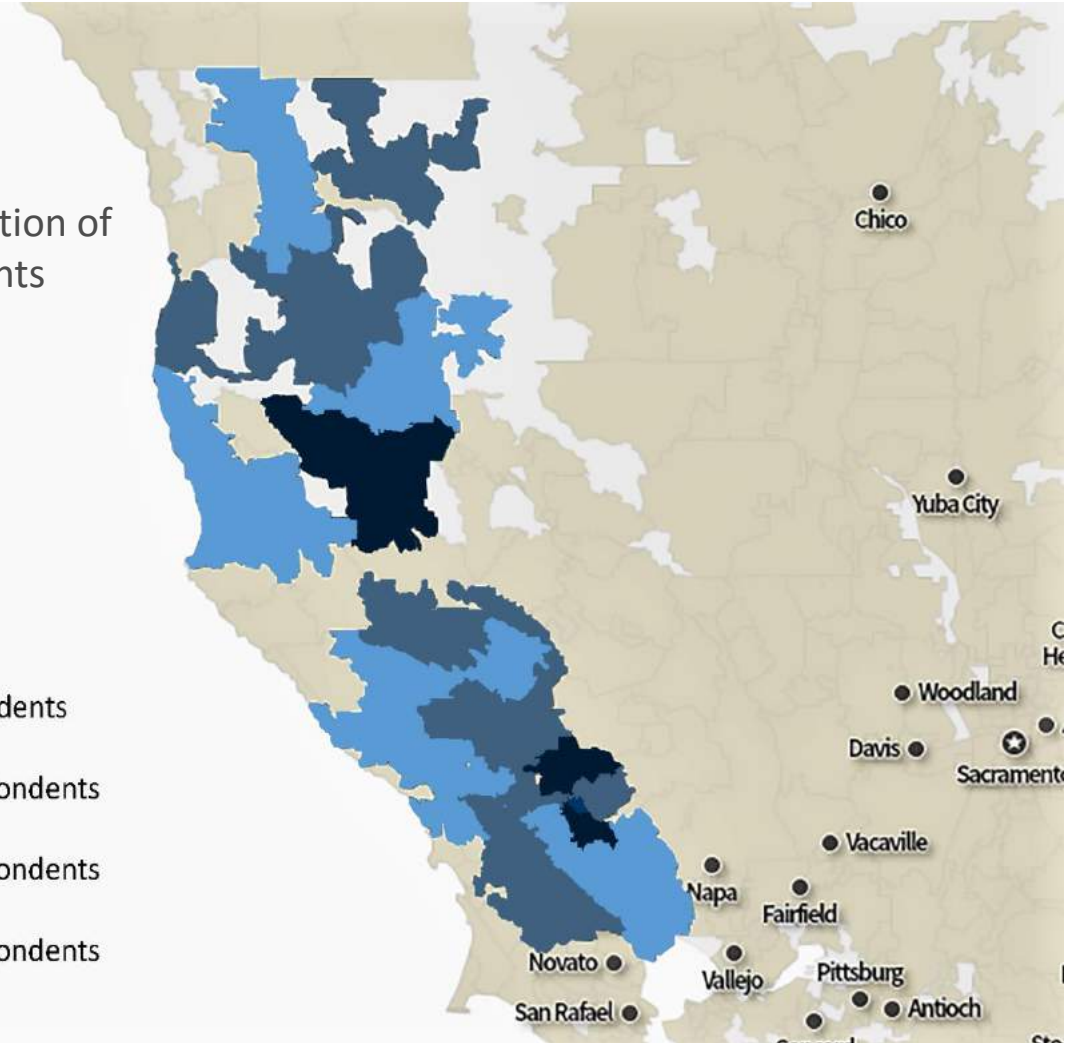 tion of
nts
dents
ondents
ondents
ondents
Chico
Yuba City
C
He
Woodland
Davis
Sacramento
Vacaville
Napa
Fairfield
Novato
Vallejo
Pittsburg
San Rafael
Antioch